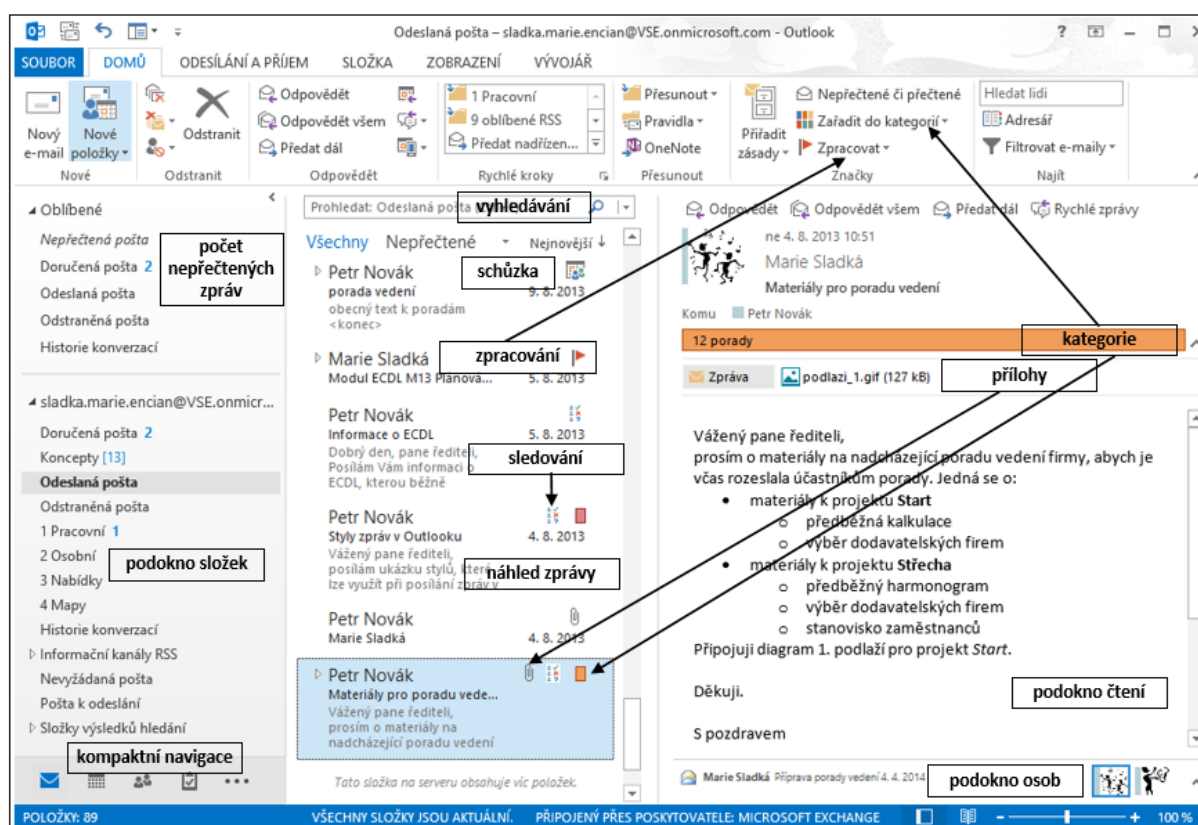 Odeslaná pošta – sladka.marie.encian@VSE.onmicrosoft.com - Outlook
SOUBOR DOMŮ ODESÍLÁNÍ A PŘÍJEM SLOŽKA ZOBRAZENÍ VÝVOJÁŘ
Nový e-mail
Nové položky
Nové
Odstranit
Odstranit
Odpovědět
Odpovědět všem
Předat dál
Odpovědět
1 Pracovní
9 oblíbené RSS
Předat nadřízen...
Rychlé kroky
Přesunout
Pravidla
OneNote
Přesunout
Přiřadit zásady
Nepřečtené či přečtené
Zařadit do kategorií
Zpracovat
Značky
Hledat lidi
Adresář
Filtrovat e-maily
Najít
Oblíbené
Nepřečtená pošta
Doručená pošta 2
Odeslaná pošta
Odstraněná pošta
Historie konverzací
počet
nepřečtených
zpráv
sladka.marie.encian@VSE.onmicr...
Doručená pošta 2
Koncepty [13]
Odeslaná pošta
Odstraněná pošta
1 Pracovní 1
2 Osobní
3 Nabídky
4 Mapy
Historie konverzací
Informační kanály RSS
Nevyžádaná pošta
Pošta k odeslání
Složky výsledků hledání
podokno složek
kompaktní navigace
Prohledat: Odeslaná pošta
vyhledávání
Všechny Nepřečtené Nejnovější
Petr Novák
schůzka
porada vedení 9. 8. 2013
obecný text k poradám
<konec>
Marie Sladká
zpracování
Modul ECDL M13 Plánova... 5. 8. 2013
Petr Novák
Informace o ECDL 5. 8. 2013
Dobrý den, pane řediteli,
Posílám Vám informaci o
ECDL, kterou běžně
sledování
Petr Novák
Styly zpráv v Outlooku 4. 8. 2013
Vážený pane řediteli,
posílám ukázku stylů, které
lze využít při posílání zpráv v
náhled zprávy
Petr Novák
Marie Sladká 4. 8. 2013
Petr Novák
Materiály pro poradu vede...
Vážený pane řediteli,
prosím o materiály na
nadcházející poradu vedení
Tato složka na serveru obsahuje víc položek.
Odpovědět Odpovědět všem Předat dál Rychlé zprávy
ne 4. 8. 2013 10:51
Marie Sladká
Materiály pro poradu vedení
Komu Petr Novák
12 porady
kategorie
Zpráva podlazi_1.gif (127 kB)
přílohy
Vážený pane řediteli,
prosím o materiály na nadcházející poradu vedení firmy, abych je
včas rozeslala účastníkům porady. Jedná se o:
• materiály k projektu Start
o předběžná kalkulace
o výběr dodavatelských firem
• materiály k projektu Střecha
o předběžný harmonogram
o výběr dodavatelských firem
o stanovisko zaměstnanců
Připojuji diagram 1. podlaží pro projekt Start.
Děkuji.
podokno čtení
S pozdravem
Marie Sladká Příprava porady vedení 4. 4. 2014
podokno osob
POLOŽKY: 89 VŠECHNY SLOŽKY JSOU AKTUÁLNÍ. PŘIPOJENÝ PŘES POSKYTOVATELE: MICROSOFT EXCHANGE 100 %